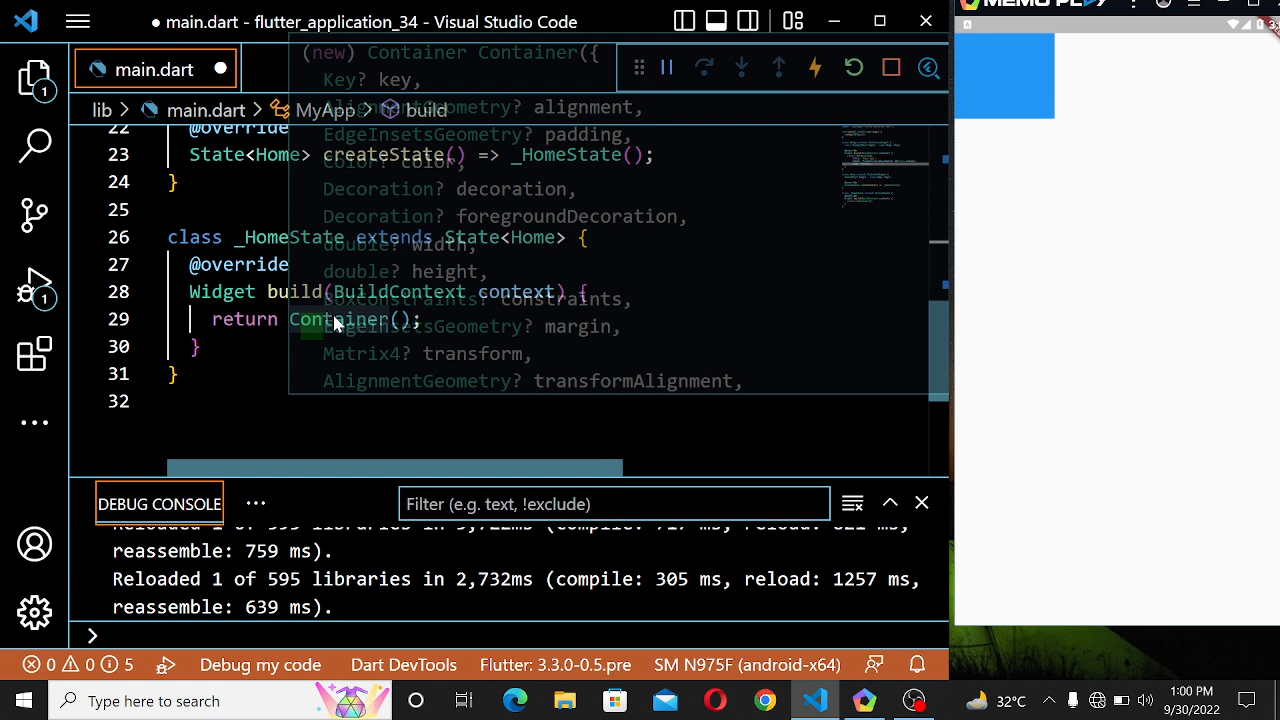 ● main.dart - flutter_application_34 - Visual Studio Code
MEMO PLAY
main.dart ●
(new) Container Container({
Key? key,
lib > main.dart > MyApp > build
AlignmentGeometry? alignment,
EdgeInsetsGeometry? padding,
Color? color,
Decoration? decoration,
Decoration? foregroundDecoration,
double? width,
double? height,
BoxConstraints? constraints,
EdgeInsetsGeometry? margin,
Matrix4? transform,
AlignmentGeometry? transformAlignment,
22 @override
23 State<Home> createState() => _HomeState();
24 }
25
26 class _HomeState extends State<Home> {
27 @override
28 Widget build(BuildContext context) {
29 return Container();
30 }
31 }
32
DEBUG CONSOLE
Filter (e.g. text, !exclude)
reassemble: 759 ms).
Reloaded 1 of 595 libraries in 2,732ms (compile: 305 ms, reload: 1257 ms,
reassemble: 639 ms).
>
0 0 5 Debug my code Dart DevTools Flutter: 3.3.0-0.5.pre SM N975F (android-x64)
Type here to search
32°C
1:00 PM
9/30/2022